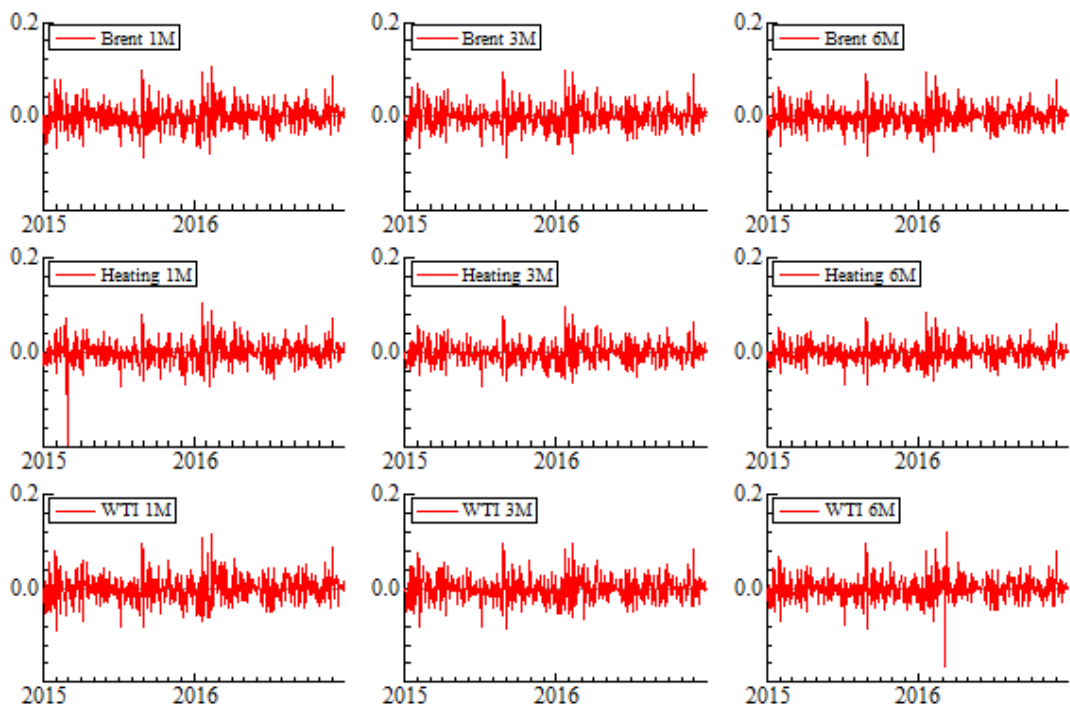 0.2 Brent 1M 0.2 Brent 3M 0.2 Brent 6M
0.0 0.0 0.0
2015 2016 2015 2016 2015 2016
0.2 Heating 1M 0.2 Heating 3M 0.2 Heating 6M
0.0 0.0 0.0
2015 2016 2015 2016 2015 2016
0.2 WTI 1M 0.2 WTI 3M 0.2 WTI 6M
0.0 0.0 0.0
2015 2016 2015 2016 2015 2016